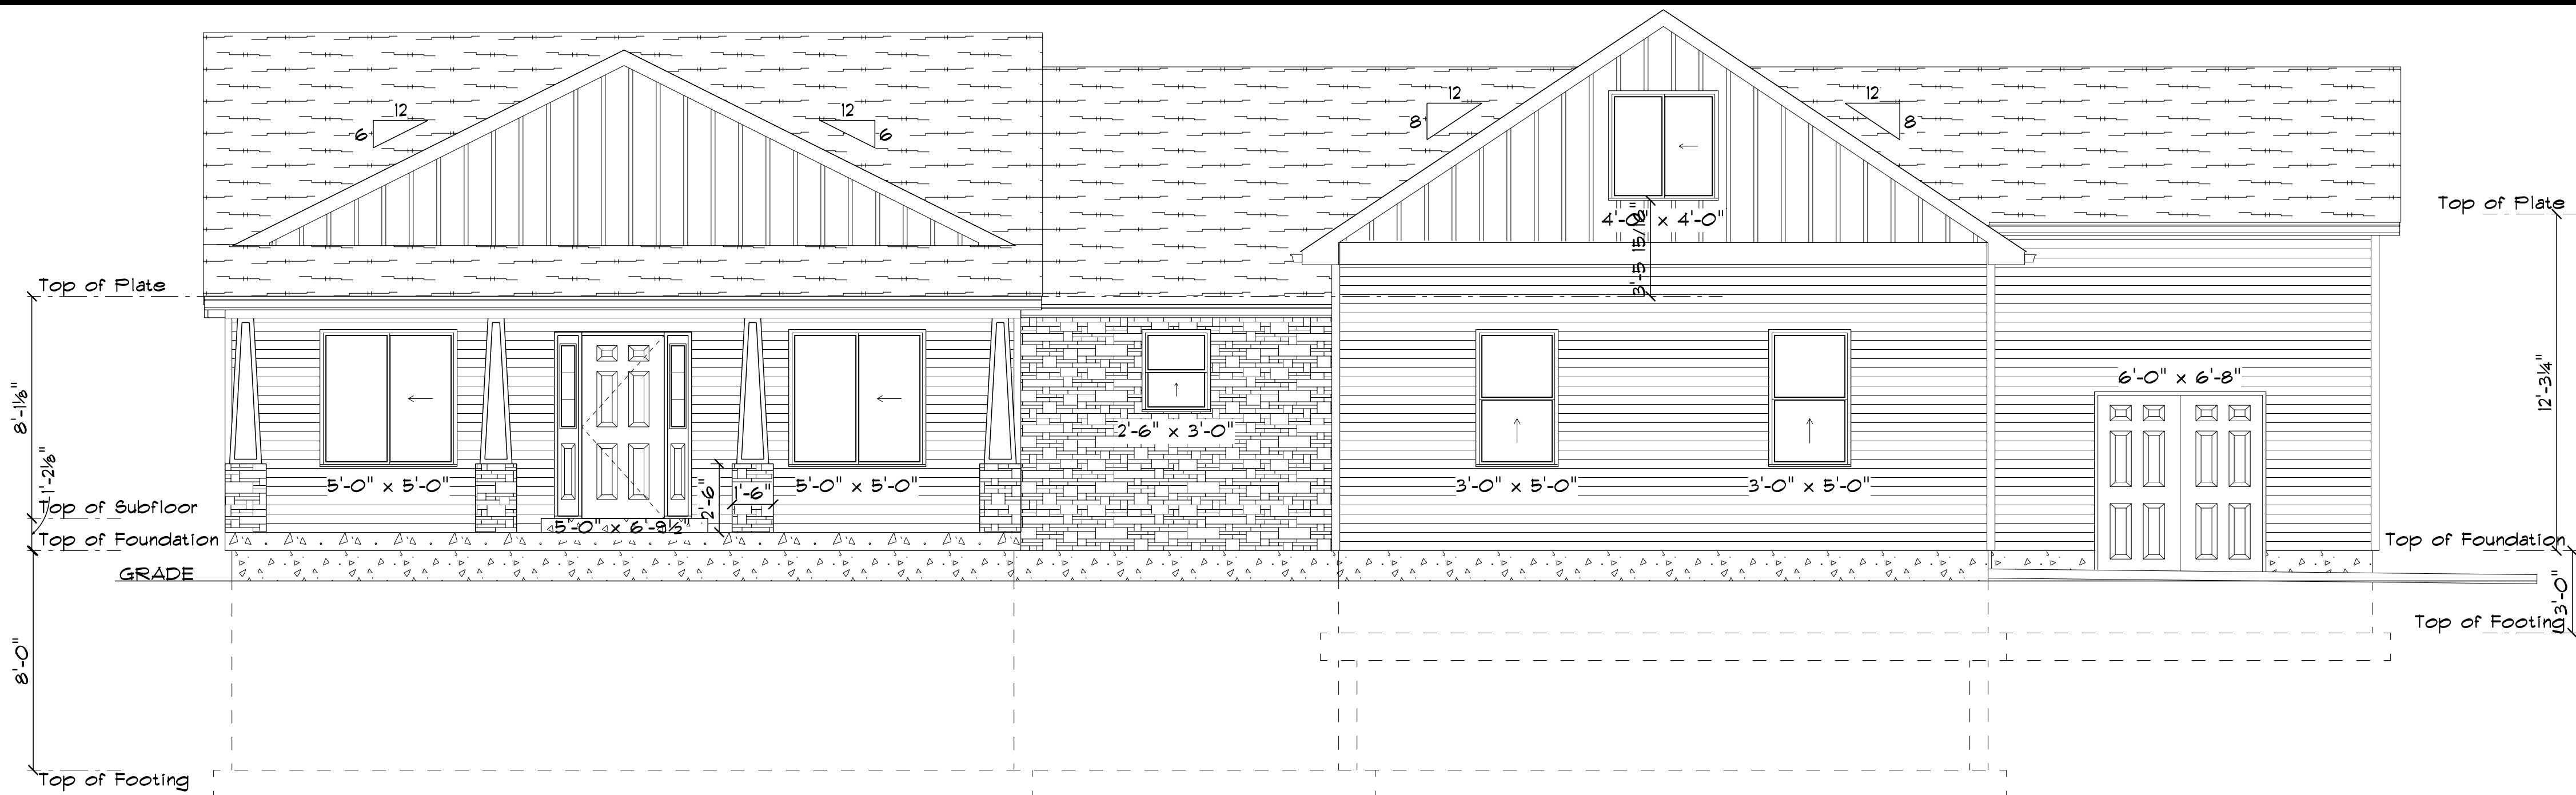 12
6
12
6
12
8
12
8
Top of Plate
4'-0" x 4'-0"
3'-5 15/16"
Top of Plate
8'-1⅛"
12'-3¼"
6'-0" x 6'-8"
2'-6" x 3'-0"
1'-2⅛"
5'-0" x 5'-0"
2'-6"
1'-6"
5'-0" x 5'-0"
3'-0" x 5'-0"
3'-0" x 5'-0"
Top of Subfloor
5'-0" x 6'-9½"
Top of Foundation
Top of Foundation
GRADE
3'-0"
Top of Footing
8'-0"
Top of Footing